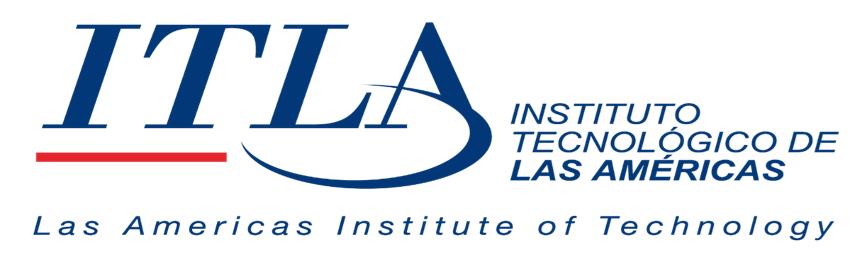 ITLA
INSTITUTO
TECNOLÓGICO DE
LAS AMÉRICAS
Las Americas Institute of Technology